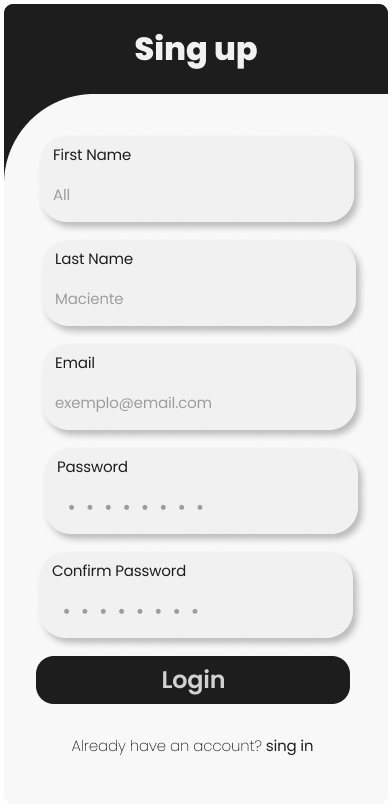 Sing up
First Name
All
Last Name
Maciente
Email
exemplo@email.com
Password
• • • • • • • •
Confirm Password
• • • • • • • •
Login
Already have an account? sing in